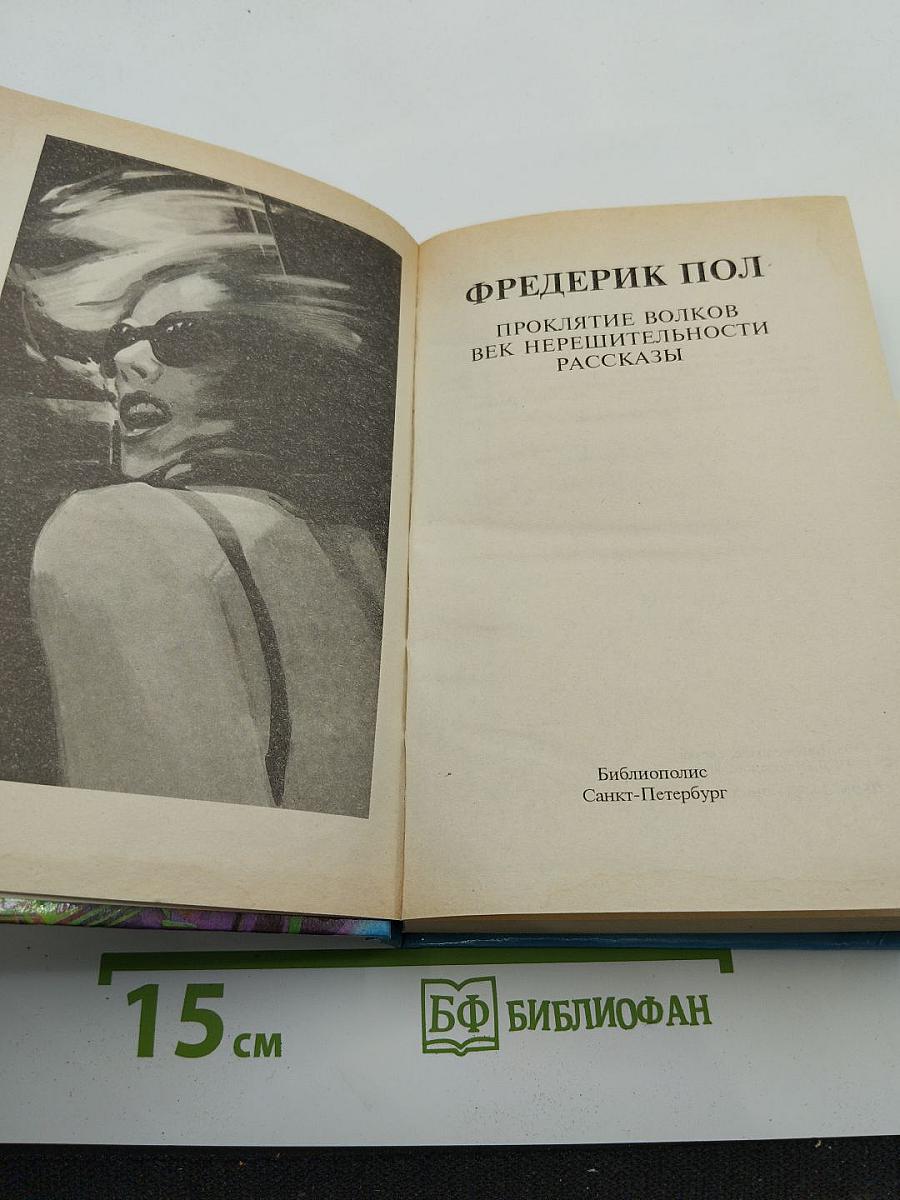 ФРЕДЕРИК ПОЛ
ПРОКЛЯТИЕ ВОЛКОВ
ВЕК НЕРЕШИТЕЛЬНОСТИ
РАССКАЗЫ
Библиополис
Санкт-Петербург
15 см
БФ БИБЛИОФАН